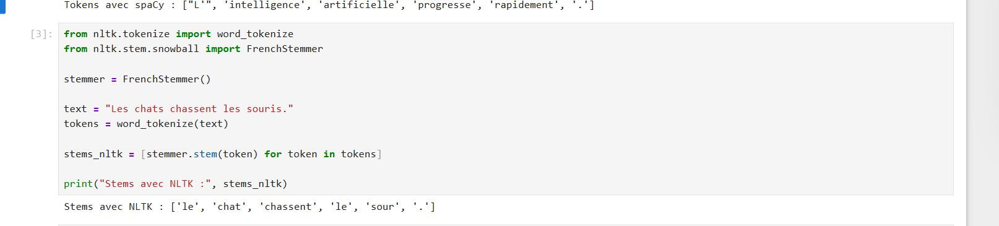 Tokens avec spaCy : ["L'", 'intelligence', 'artificielle', 'progresse', 'rapidement', '.']
[3]:
from nltk.tokenize import word_tokenize
from nltk.stem.snowball import FrenchStemmer
stemmer = FrenchStemmer()
text = "Les chats chassent les souris."
tokens = word_tokenize(text)
stems_nltk = [stemmer.stem(token) for token in tokens]
print("Stems avec NLTK :", stems_nltk)
Stems avec NLTK : ['le', 'chat', 'chassent', 'le', 'sour', '.']